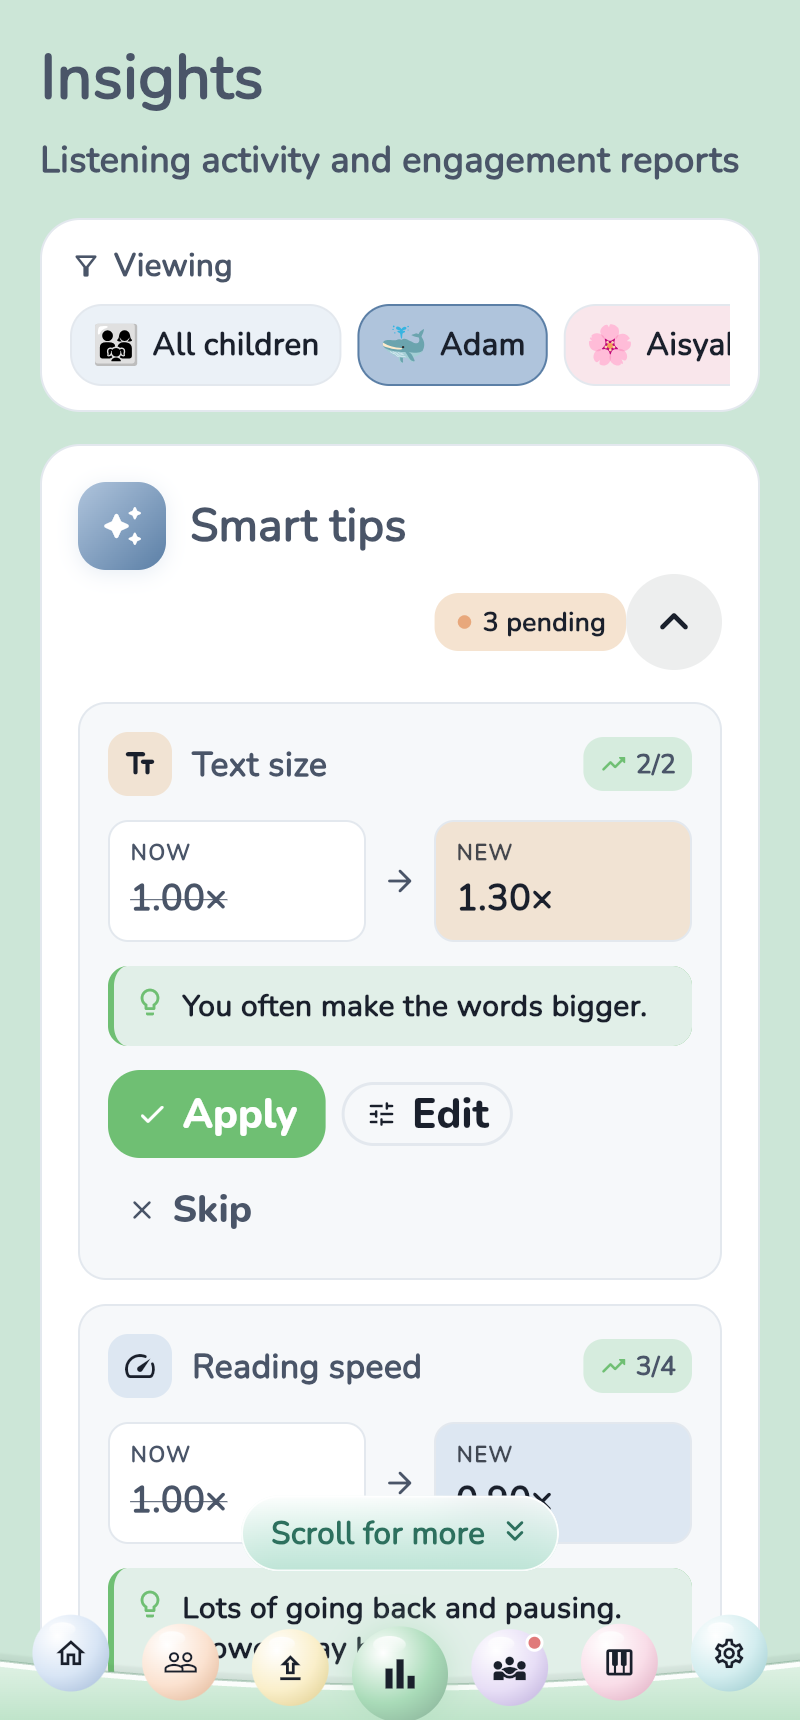 Insights
Listening activity and engagement reports
Viewing
All children
Adam
Smart tips
3 pending
Text size
2/2
NOW
1.00×
NEW
1.30×
You often make the words bigger.
Apply
Edit
Skip
Reading speed
3/4
NOW
1.00×
NEW
Scroll for more
Lots of going back and pausing.